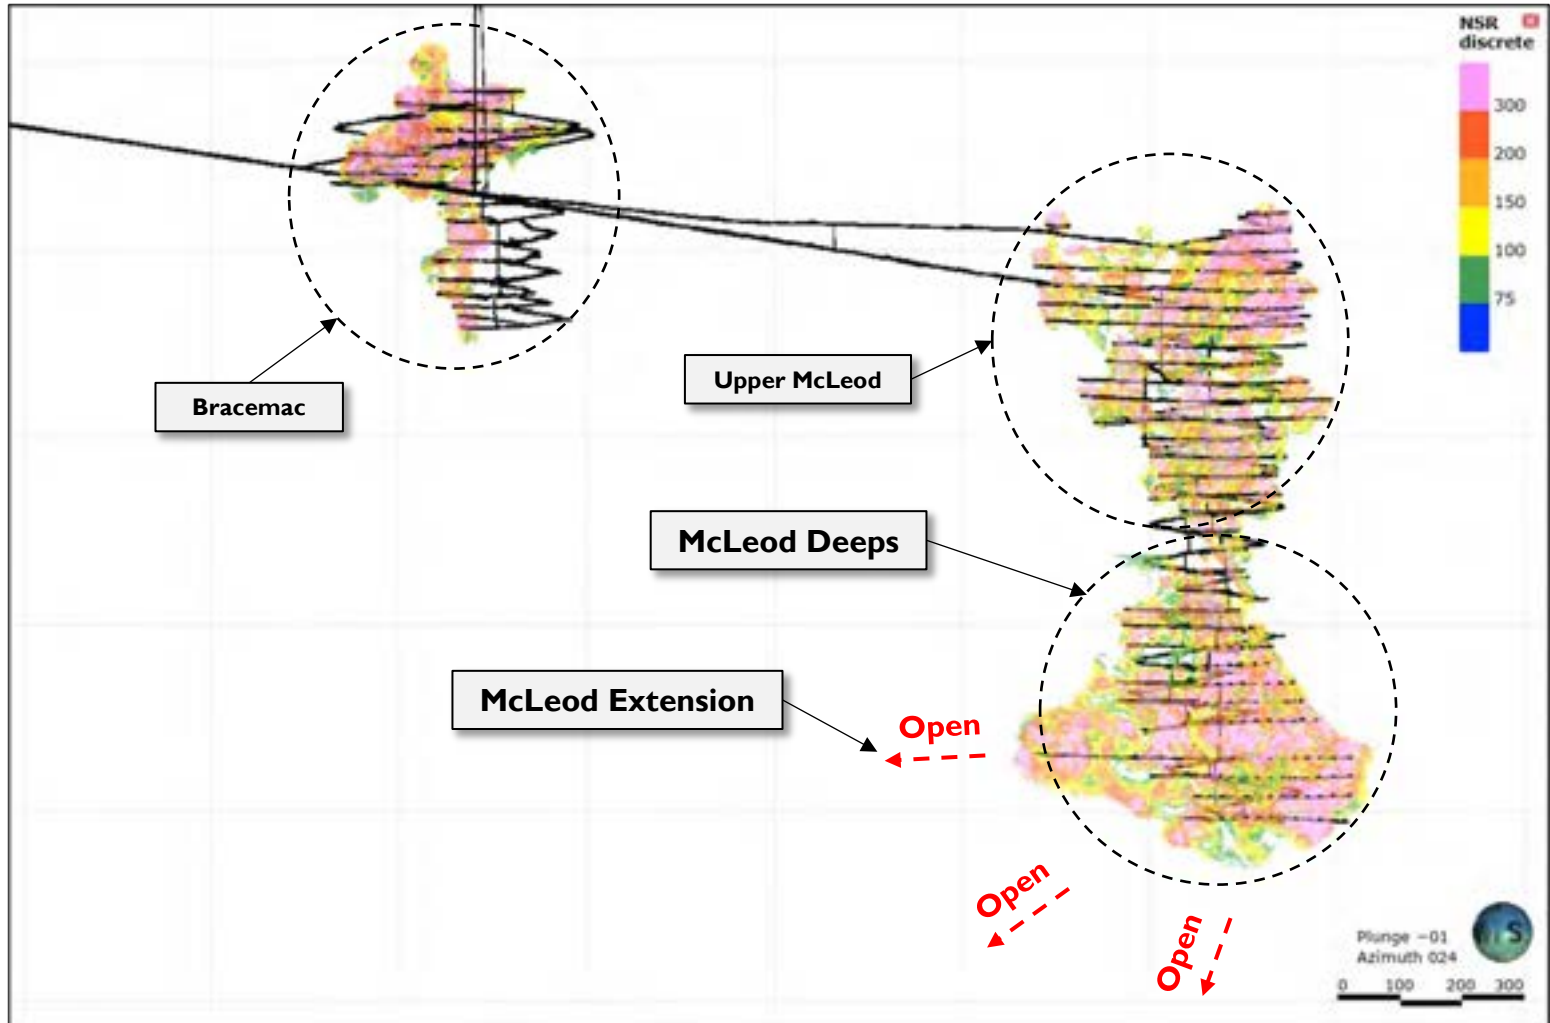 NSR
discrete
300
200
150
100
75
Bracemac
Upper McLeod
McLeod Deeps
McLeod Extension
Open
Open
Open
Plunge −01
Azimuth 024
0 100 200 300
S